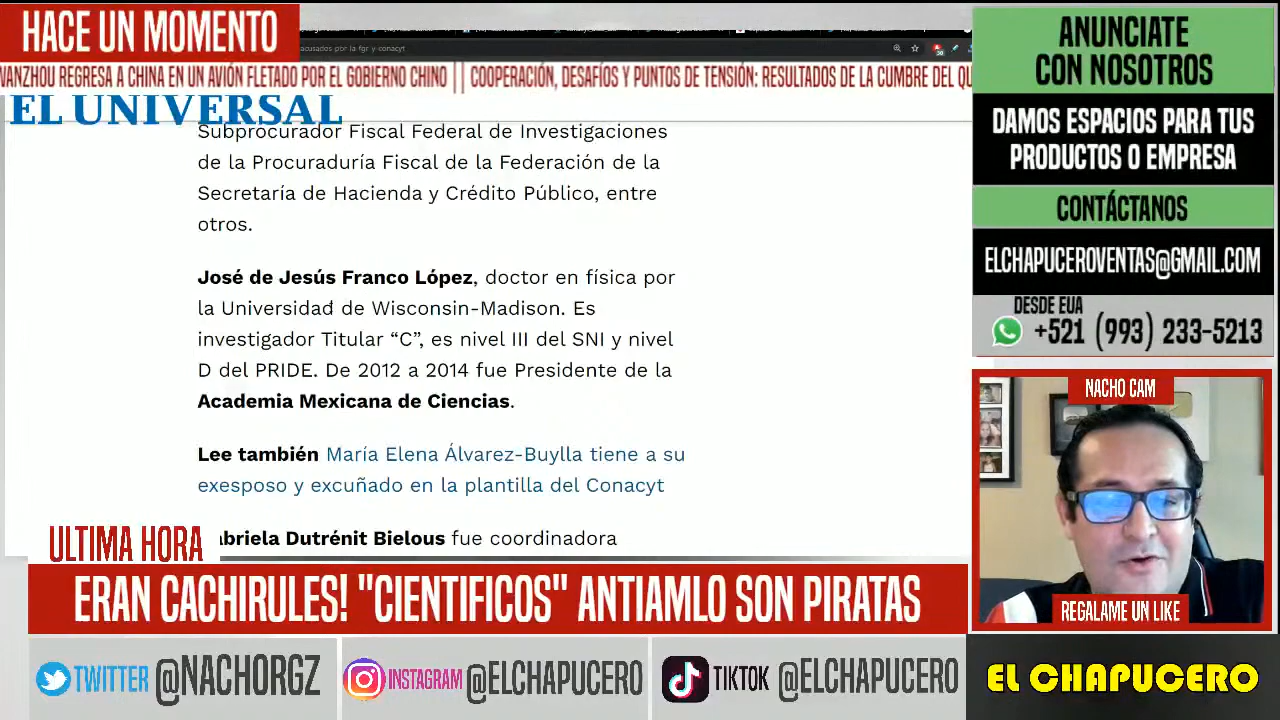 HACE UN MOMENTO
acusados por la fgr-y-conacyt
VANZHOU REGRESA A CHINA EN UN AVIÓN FLETADO POR EL GOBIERNO CHINO || COOPERACIÓN, DESAFÍOS Y PUNTOS DE TENSIÓN: RESULTADOS DE LA CUMBRE DEL QU
EL UNIVERSAL
Subprocurador Fiscal Federal de Investigaciones
de la Procuraduría Fiscal de la Federación de la
Secretaría de Hacienda y Crédito Público, entre
otros.
José de Jesús Franco López, doctor en física por
la Universidad de Wisconsin-Madison. Es
investigador Titular “C”, es nivel III del SNI y nivel
D del PRIDE. De 2012 a 2014 fue Presidente de la
Academia Mexicana de Ciencias.
Lee también María Elena Álvarez-Buylla tiene a su
exesposo y excuñado en la plantilla del Conacyt
abriela Dutrénit Bielous fue coordinadora
ULTIMA HORA
ERAN CACHIRULES! "CIENTIFICOS" ANTIAMLO SON PIRATAS
TWITTER @NACHORGZ
INSTAGRAM @ELCHAPUCERO
TIKTOK @ELCHAPUCERO
ANUNCIATE
CON NOSOTROS
DAMOS ESPACIOS PARA TUS
PRODUCTOS O EMPRESA
CONTÁCTANOS
ELCHAPUCEROVENTAS@GMAIL.COM
DESDE EUA
+521 (993) 233-5213
NACHO CAM
REGALAME UN LIKE
EL CHAPUCERO